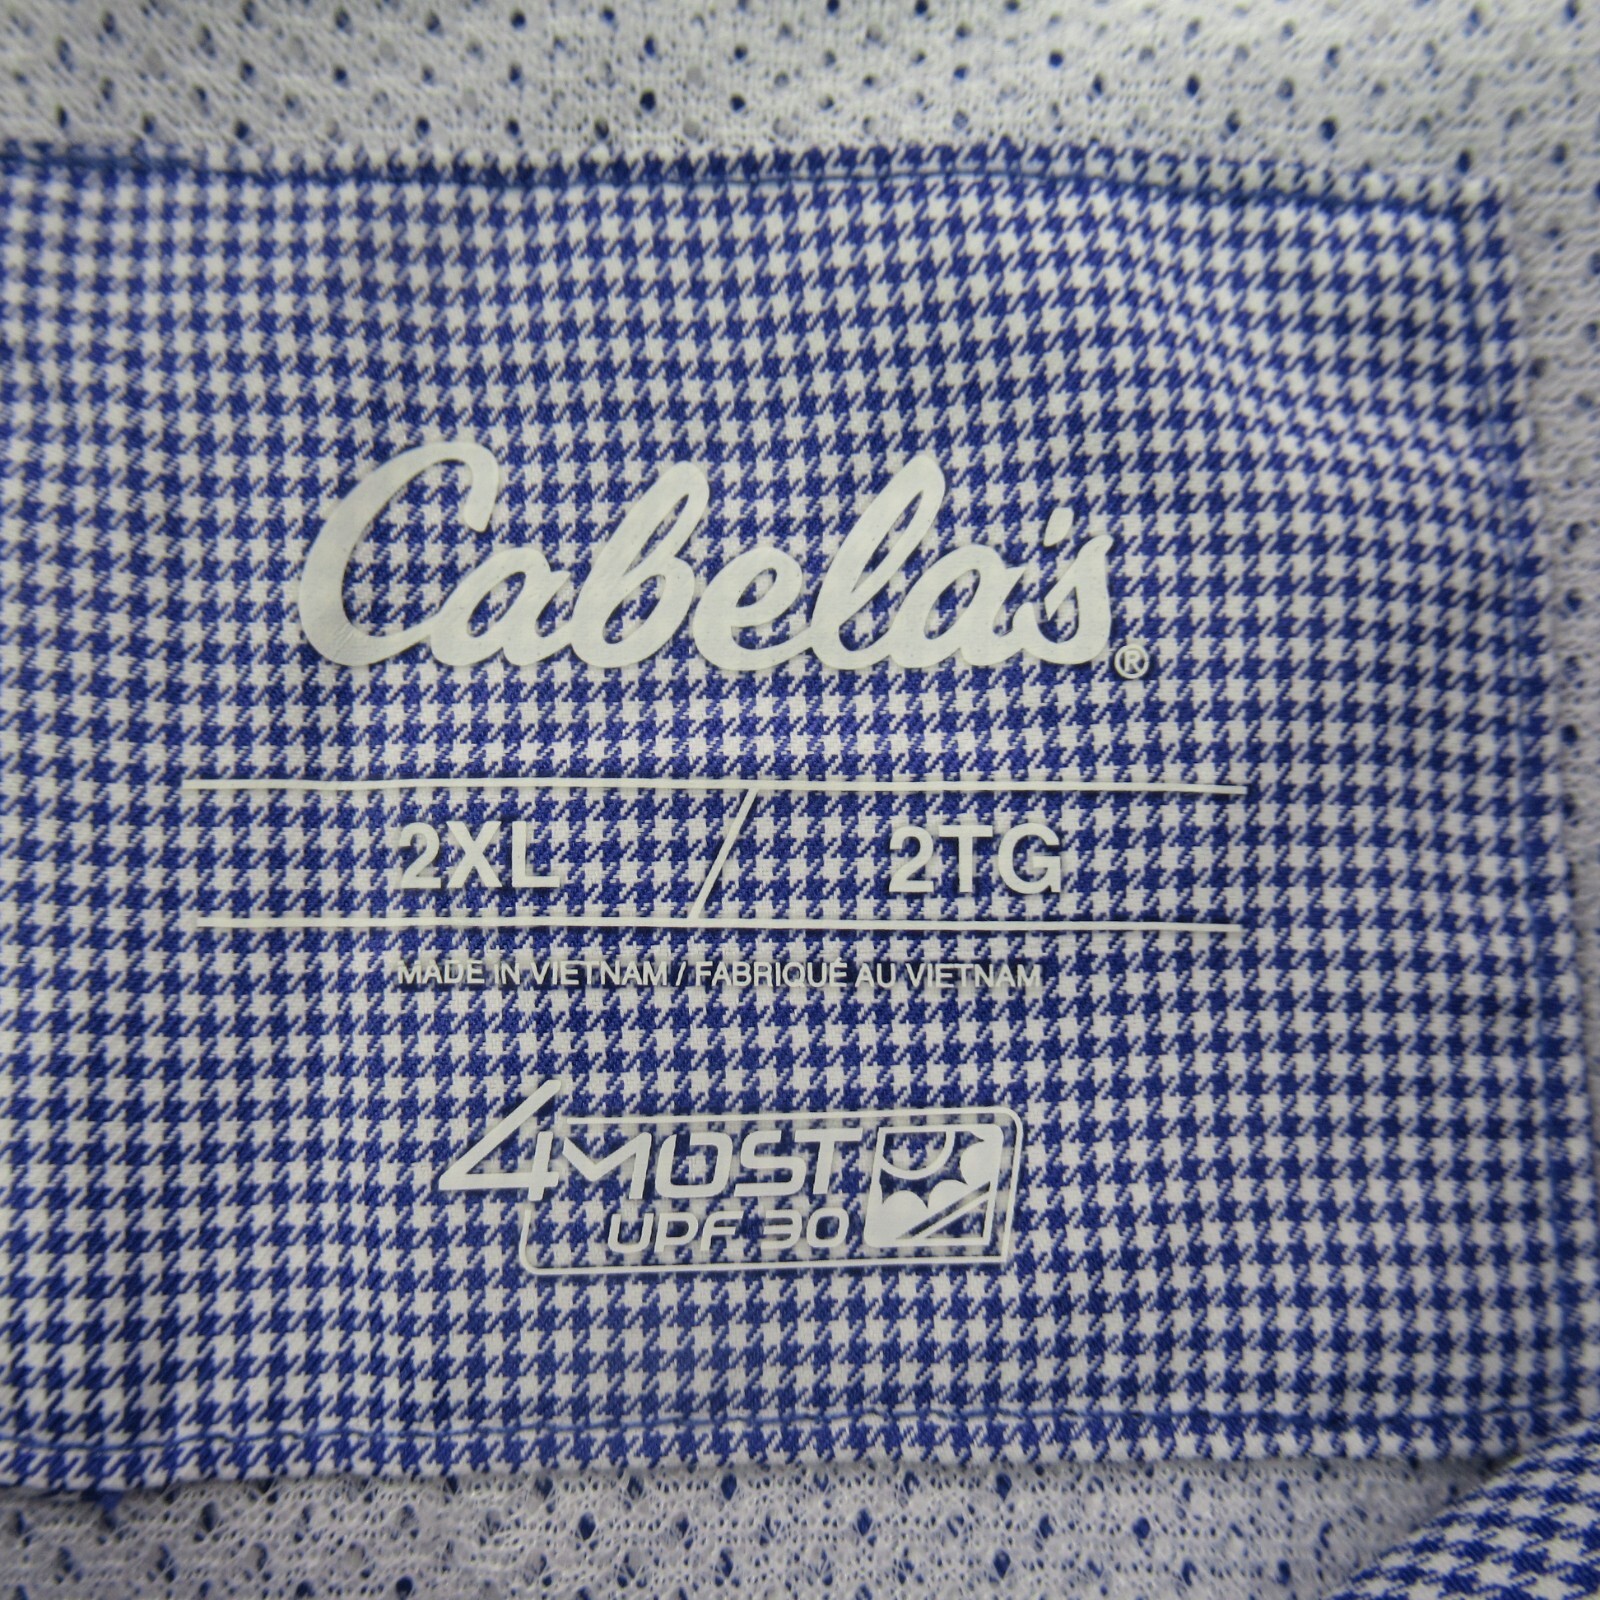 Cabela's®
2XL / 2TG
MADE IN VIETNAM / FABRIQUÉ AU VIETNAM
4MOST
UPF 30